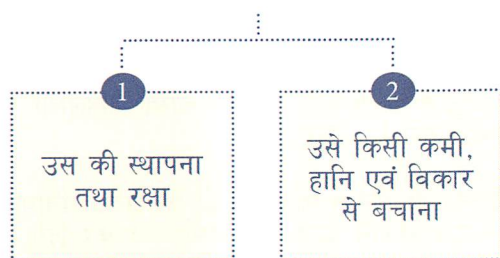 1
उस की स्थापना
तथा रक्षा
2
उसे किसी कमी,
हानि एवं विकार
से बचाना